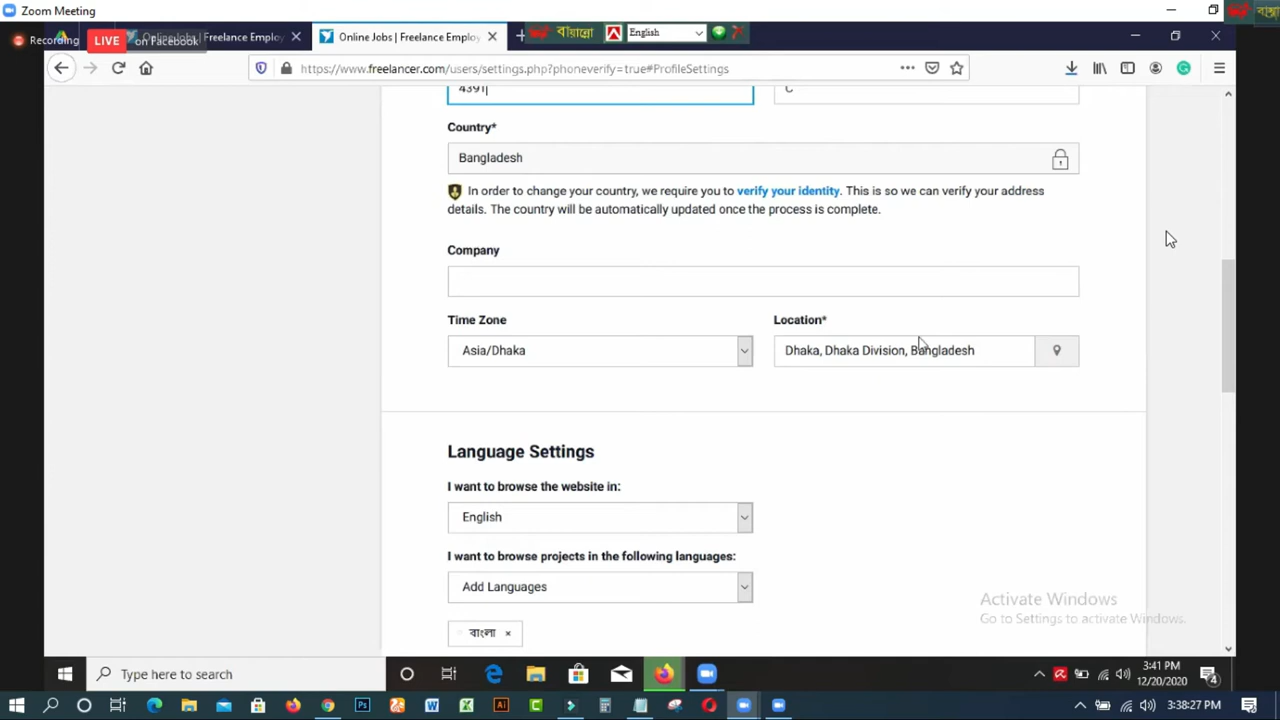 Zoom Meeting
Recording
LIVE on Facebook
Online Jobs | Freelance Employ
Online Jobs | Freelance Employ
বায়ান্নো
English
https://www.freelancer.com/users/settings.php?phoneverify=true#ProfileSettings
4391
C
Country*
Bangladesh
In order to change your country, we require you to verify your identity. This is so we can verify your address
details. The country will be automatically updated once the process is complete.
Company
Time Zone
Location*
Asia/Dhaka
Dhaka, Dhaka Division, Bangladesh
Language Settings
I want to browse the website in:
English
I want to browse projects in the following languages:
Add Languages
Activate Windows
Go to Settings to activate Windows.
বাংলা ×
Type here to search
3:41 PM
12/20/2020
4
3:38:27 PM